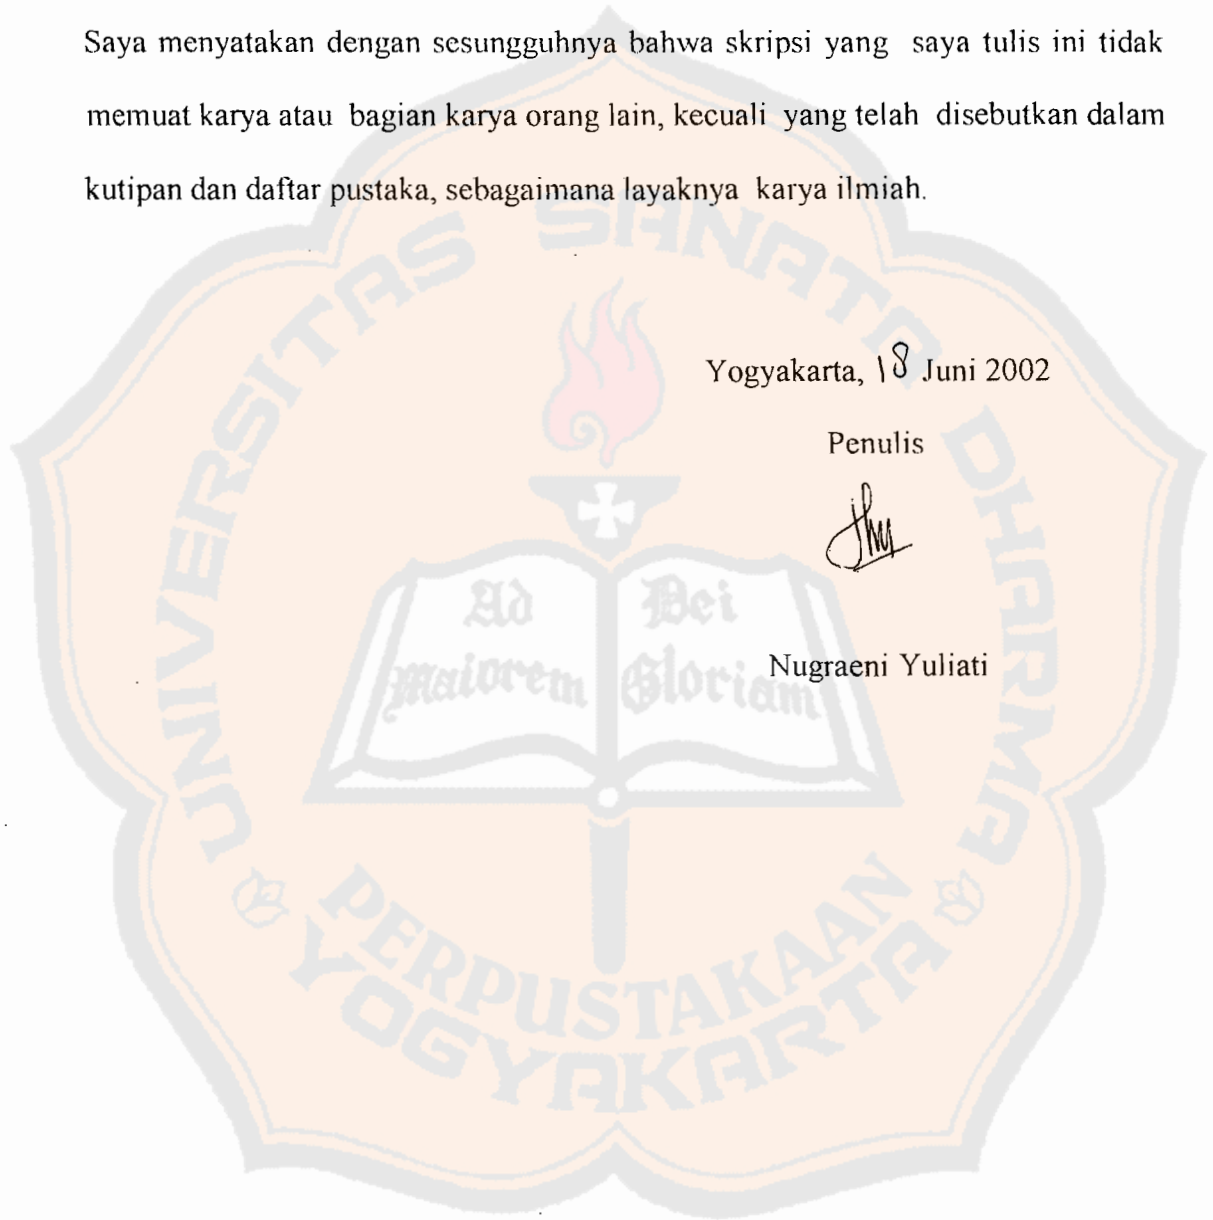 Saya menyatakan dengan sesungguhnya bahwa skripsi yang saya tulis ini tidak
memuat karya atau bagian karya orang lain, kecuali yang telah disebutkan dalam
kutipan dan daftar pustaka, sebagaimana layaknya karya ilmiah.
UNIVERSITAS SANATA DHARMA
Yogyakarta, 18 Juni 2002
Penulis
Ad Dei
maiorem Gloriam
Nugraeni Yuliati
PERPUSTAKAAN
YOGYAKARTA